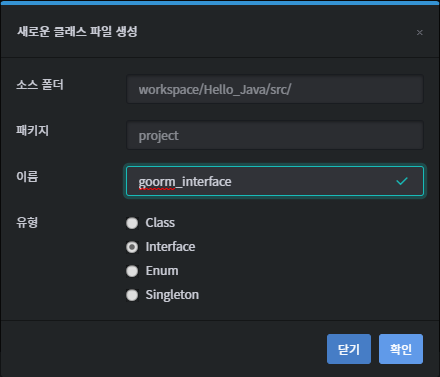 새로운 클래스 파일 생성 ×
소스 폴더 workspace/Hello_Java/src/
패키지 project
이름 goorm_interface
유형 Class
Interface
Enum
Singleton
닫기 확인